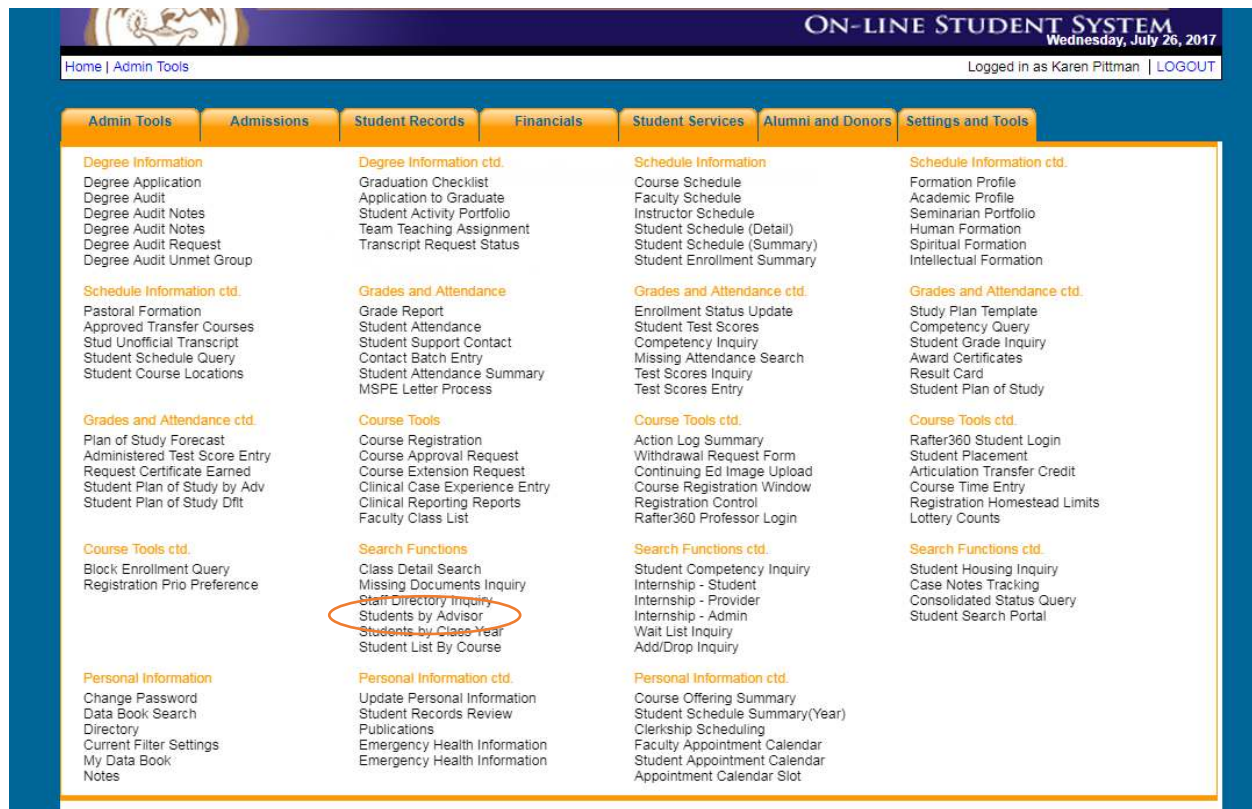 ON-LINE STUDENT SYSTEM
Wednesday, July 26, 2017
Home | Admin Tools
Logged in as Karen Pittman | LOGOUT
Admin Tools Admissions Student Records Financials Student Services Alumni and Donors Settings and Tools
Degree Information
Degree Application
Degree Audit
Degree Audit Notes
Degree Audit Notes
Degree Audit Request
Degree Audit Unmet Group
Degree Information ctd.
Graduation Checklist
Application to Graduate
Student Activity Portfolio
Team Teaching Assignment
Transcript Request Status
Schedule Information
Course Schedule
Faculty Schedule
Instructor Schedule
Student Schedule (Detail)
Student Schedule (Summary)
Student Enrollment Summary
Schedule Information ctd.
Formation Profile
Academic Profile
Seminarian Portfolio
Human Formation
Spiritual Formation
Intellectual Formation
Schedule Information ctd.
Pastoral Formation
Approved Transfer Courses
Stud Unofficial Transcript
Student Schedule Query
Student Course Locations
Grades and Attendance
Grade Report
Student Attendance
Student Support Contact
Contact Batch Entry
Student Attendance Summary
MSPE Letter Process
Grades and Attendance ctd.
Enrollment Status Update
Student Test Scores
Competency Inquiry
Missing Attendance Search
Test Scores Inquiry
Test Scores Entry
Grades and Attendance ctd.
Study Plan Template
Competency Query
Student Grade Inquiry
Award Certificates
Result Card
Student Plan of Study
Grades and Attendance ctd.
Plan of Study Forecast
Administered Test Score Entry
Request Certificate Earned
Student Plan of Study by Adv
Student Plan of Study Dflt
Course Tools
Course Registration
Course Approval Request
Course Extension Request
Clinical Case Experience Entry
Clinical Reporting Reports
Faculty Class List
Course Tools ctd.
Action Log Summary
Withdrawal Request Form
Continuing Ed Image Upload
Course Registration Window
Registration Control
Rafter360 Professor Login
Course Tools ctd.
Rafter360 Student Login
Student Placement
Articulation Transfer Credit
Course Time Entry
Registration Homestead Limits
Lottery Counts
Course Tools ctd.
Block Enrollment Query
Registration Prio Preference
Search Functions
Class Detail Search
Missing Documents Inquiry
Staff Directory Inquiry
Students by Advisor
Students by Class Year
Student List By Course
Search Functions ctd.
Student Competency Inquiry
Internship - Student
Internship - Provider
Internship - Admin
Wait List Inquiry
Add/Drop Inquiry
Search Functions ctd.
Student Housing Inquiry
Case Notes Tracking
Consolidated Status Query
Student Search Portal
Personal Information
Change Password
Data Book Search
Directory
Current Filter Settings
My Data Book
Notes
Personal Information ctd.
Update Personal Information
Student Records Review
Publications
Emergency Health Information
Emergency Health Information
Personal Information ctd.
Course Offering Summary
Student Schedule Summary(Year)
Clerkship Scheduling
Faculty Appointment Calendar
Student Appointment Calendar
Appointment Calendar Slot